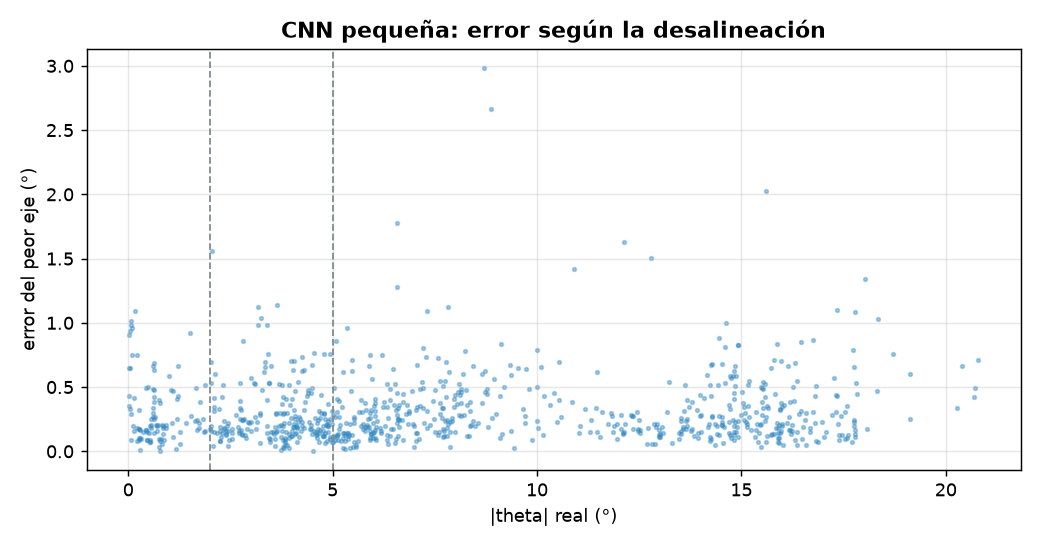 CNN pequeña: error según la desalineación
error del peor eje (°)
3.0
2.5
2.0
1.5
1.0
0.5
0.0
0 5 10 15 20
|theta| real (°)